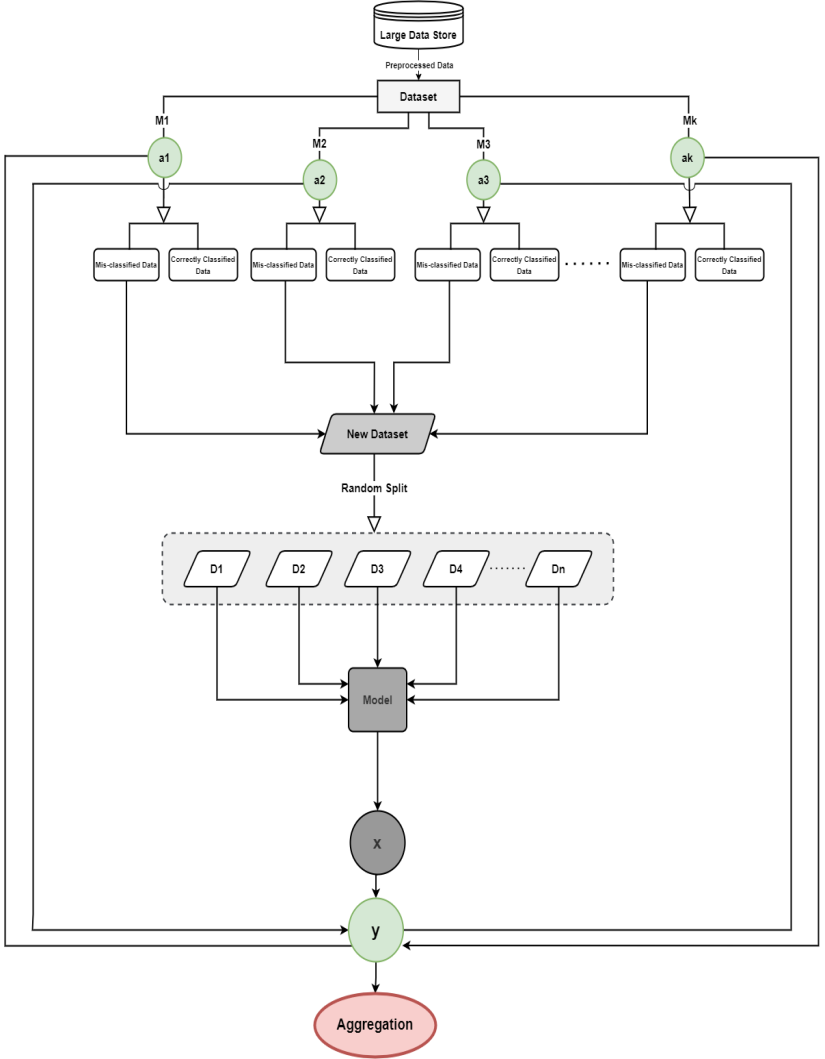 Large Data Store
Preprocessed Data
Dataset
M1
M2
M3
Mk
a1
a2
a3
ak
Mis-classified Data
Correctly Classified
Data
Mis-classified Data
Correctly Classified
Data
Mis-classified Data
Correctly Classified
Data
Mis-classified Data
Correctly Classified
Data
New Dataset
Random Split
D1
D2
D3
D4
Dn
Model
x
y
Aggregation